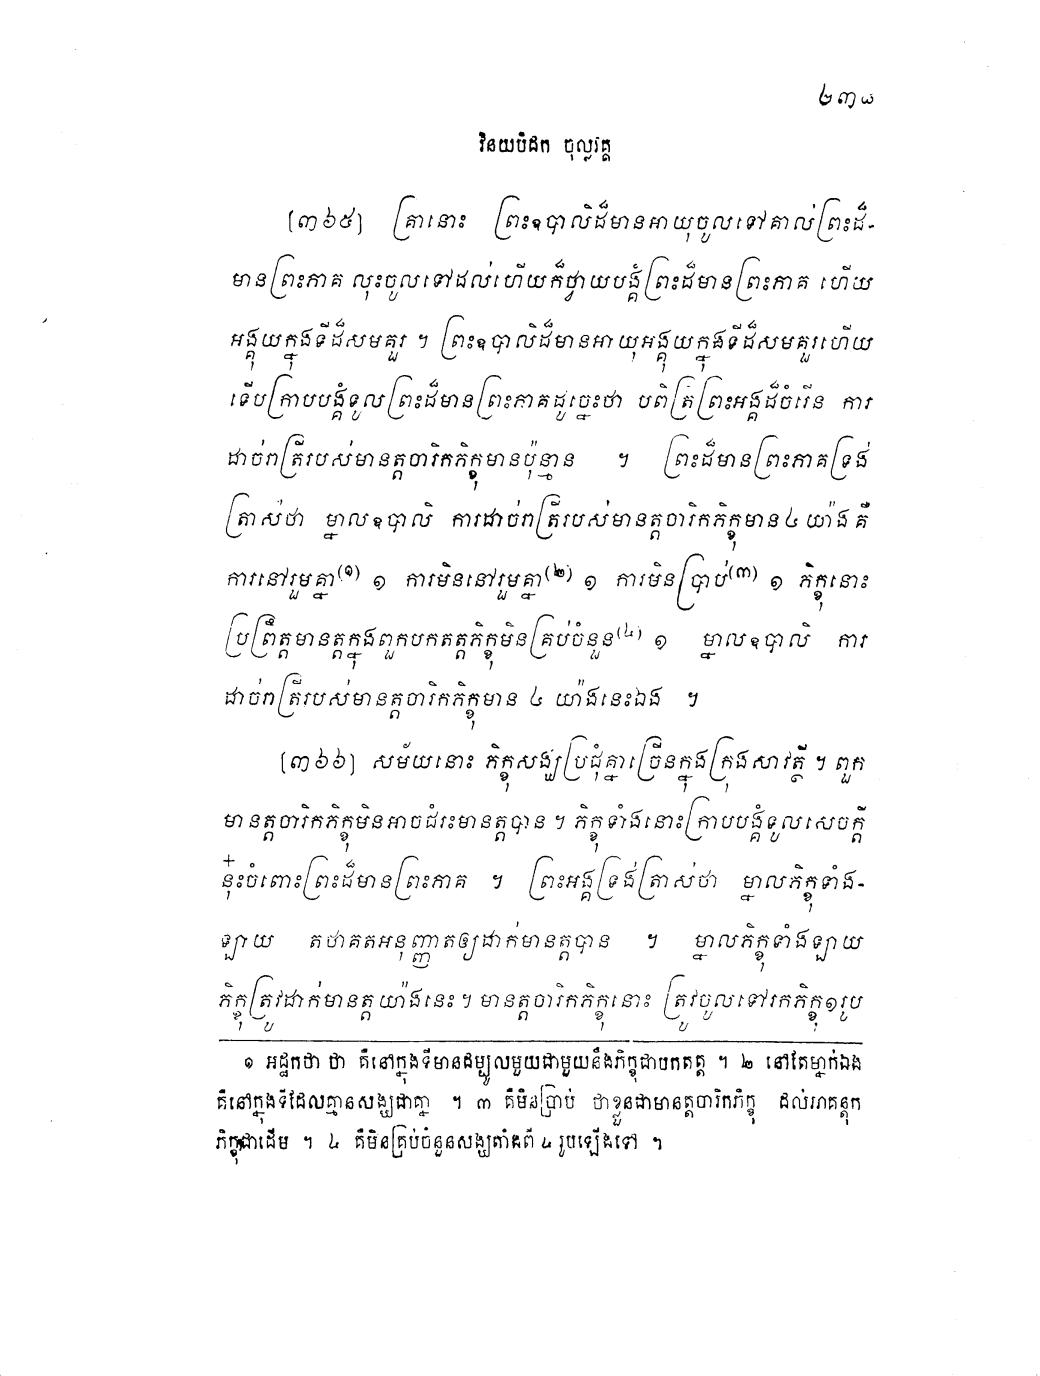 ២៣៨
វិនយបិដក ចុល្លវគ្គ
[៣៦៥] គ្រានោះ ព្រះឧបាលិដ៏មានអាយុចូលទៅគាល់ព្រះដ៏-
មានព្រះភាគ លុះចូលទៅដល់ហើយក៏ថ្វាយបង្គំព្រះដ៏មានព្រះភាគ ហើយ
អង្គុយក្នុងទីដ៏សមគួរ ។ ព្រះឧបាលិដ៏មានអាយុអង្គុយក្នុងទីដ៏សមគួរហើយ
ទើបក្រាបបង្គំទូលព្រះដ៏មានព្រះភាគដូច្នេះថា បពិត្រព្រះអង្គដ៏ចំរើន ការ
ដាច់រាត្រីរបស់មានត្តចារិកភិក្ខុមានប៉ុន្មាន ។ ព្រះដ៏មានព្រះភាគទ្រង់
ត្រាស់ថា ម្នាលឧបាលិ ការដាច់រាត្រីរបស់មានត្តចារិកភិក្ខុមាន ៤ យ៉ាង គឺ
ការនៅរួមគ្នា(១) ១ ការមិននៅរួមគ្នា(២) ១ ការមិនប្រាប់(៣) ១ ភិក្ខុនោះ
ប្រព្រឹត្តមានត្តក្នុងពួកបកតត្តភិក្ខុមិនគ្រប់ចំនួន(៤) ១ ម្នាលឧបាលិ ការ
ដាច់រាត្រីរបស់មានត្តចារិកភិក្ខុមាន ៤ យ៉ាងនេះឯង ។
[៣៦៦] សម័យនោះ ភិក្ខុសង្ឃប្រជុំគ្នាច្រើនក្នុងក្រុងសាវត្ថី ។ ពួក
មានត្តចារិកភិក្ខុមិនអាចជំរះមានត្តបាន ។ ភិក្ខុទាំងនោះក្រាបបង្គំទូលសេចក្តី
នុ៎ះចំពោះព្រះដ៏មានព្រះភាគ ។ ព្រះអង្គទ្រង់ត្រាស់ថា ម្នាលភិក្ខុទាំង-
ឡាយ តថាគតអនុញ្ញាតឲ្យដាក់មានត្តបាន ។ ម្នាលភិក្ខុទាំងឡាយ
ភិក្ខុត្រូវដាក់មានត្តយ៉ាងនេះ ។ មានត្តចារិកភិក្ខុនោះ ត្រូវចូលទៅរកភិក្ខុ១រូប
១ អដ្ឋកថា ថា គឺនៅក្នុងទីមានដម្បូលមួយជាមួយនឹងភិក្ខុជាបកតត្ត ។ ២ នៅតែម្នាក់ឯង
គឺនៅក្នុងទីដែលគ្មានសង្ឃជាគ្នា ។ ៣ គឺមិនប្រាប់ ថាខ្លួនជាមានត្តចារិកភិក្ខុ ដល់អាគន្តុក
ភិក្ខុជាដើម ។ ៤ គឺមិនគ្រប់ចំនួនសង្ឃតាំងពី ៤ រូបឡើងទៅ ។